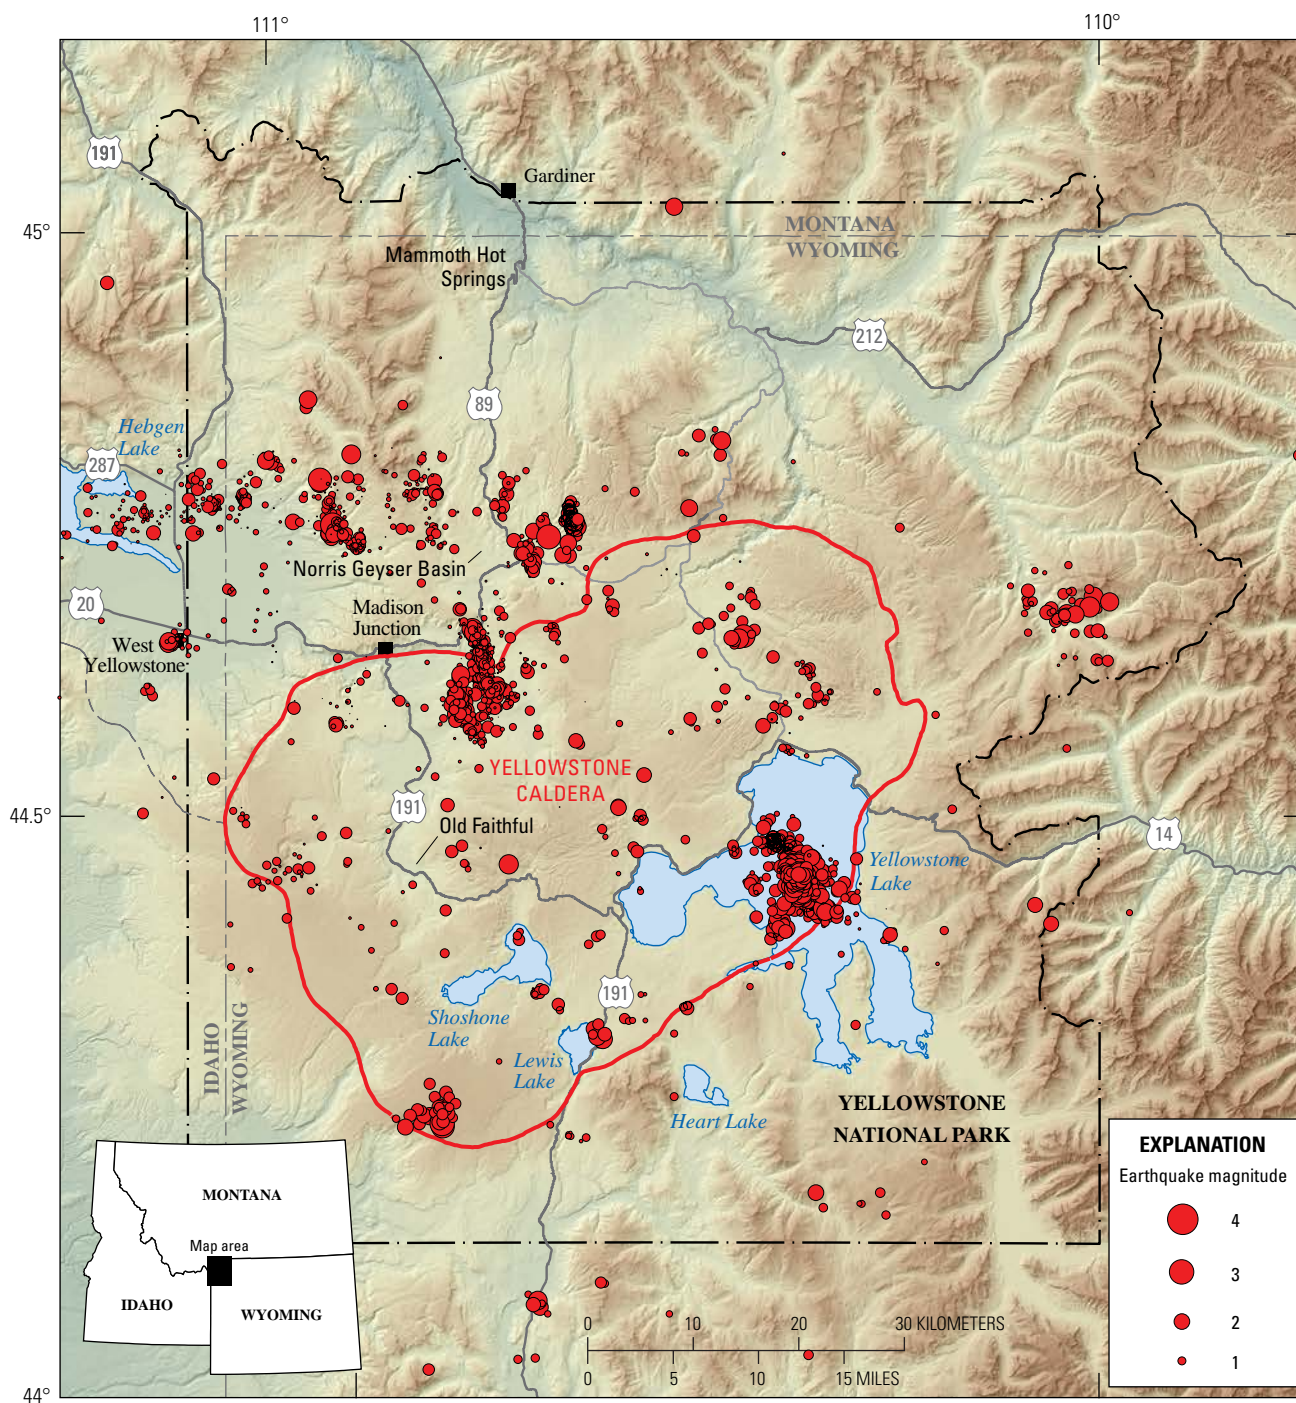 111°
110°
191
Gardiner
45°
MONTANA
WYOMING
Mammoth Hot
Springs
212
89
Hebgen
Lake
287
Norris Geyser Basin
20
Madison
Junction
West
Yellowstone
YELLOWSTONE
CALDERA
191
44.5°
Old Faithful
14
Yellowstone
Lake
191
Shoshone
Lake
IDAHO
WYOMING
Lewis
Lake
Heart Lake
YELLOWSTONE
NATIONAL PARK
EXPLANATION
Earthquake magnitude
4
3
2
1
MONTANA
Map area
IDAHO
WYOMING
0 10 20 30 KILOMETERS
0 5 10 15 MILES
44°